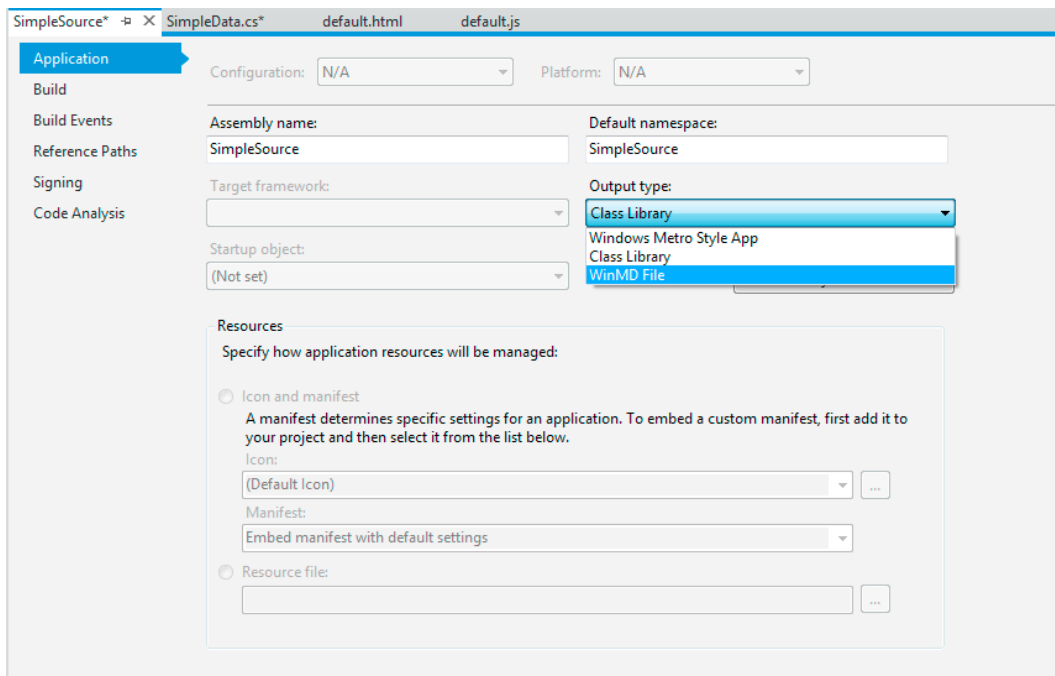 SimpleSource* SimpleData.cs* default.html default.js
Application
Build
Build Events
Reference Paths
Signing
Code Analysis
Configuration: N/A Platform: N/A
Assembly name: Default namespace:
SimpleSource SimpleSource
Target framework: Output type:
Class Library
Startup object: Windows Metro Style App
Class Library
(Not set) WinMD File
Resources
Specify how application resources will be managed:
Icon and manifest
A manifest determines specific settings for an application. To embed a custom manifest, first add it to
your project and then select it from the list below.
Icon:
(Default Icon) ...
Manifest:
Embed manifest with default settings
Resource file:
...